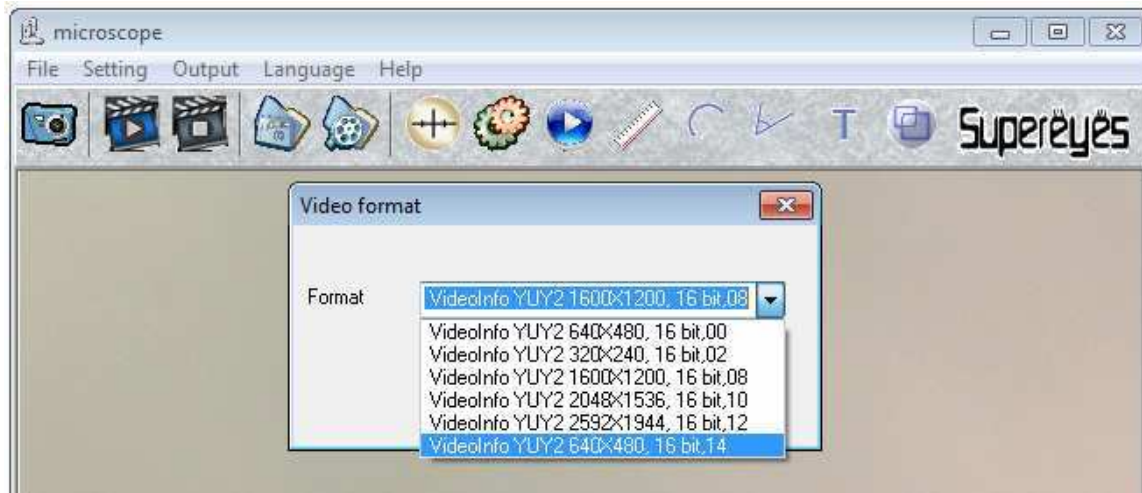 microscope
File Setting Output Language Help
T Supereyes
Video format
Format VideoInfo YUY2 1600X1200, 16 bit,08
VideoInfo YUY2 640X480, 16 bit,00
VideoInfo YUY2 320X240, 16 bit,02
VideoInfo YUY2 1600X1200, 16 bit,08
VideoInfo YUY2 2048X1536, 16 bit,10
VideoInfo YUY2 2592X1944, 16 bit,12
VideoInfo YUY2 640X480, 16 bit,14